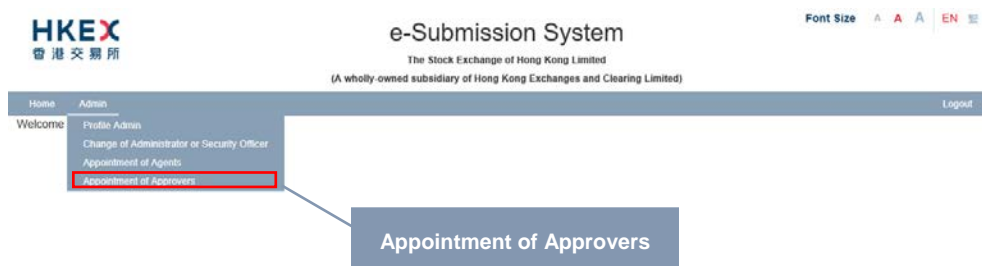 HKEX
香港交易所
e-Submission System
The Stock Exchange of Hong Kong Limited
(A wholly-owned subsidiary of Hong Kong Exchanges and Clearing Limited)
Font Size A A A EN 繁
Home Admin Logout
Welcome
Profile Admin
Change of Administrator or Security Officer
Appointment of Agents
Appointment of Approvers
Appointment of Approvers